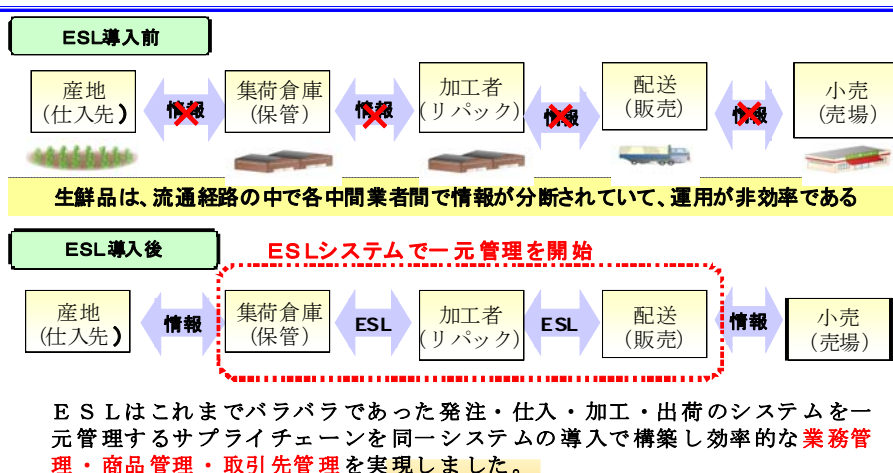 ESL導入前
産地
(仕入先)
情報
集荷倉庫
(保管)
情報
加工者
(リパック)
情報
配送
(販売)
情報
小売
(売場)
生鮮品は、流通経路の中で各中間業者間で情報が分断されていて、運用が非効率である
ESL導入後
ESLシステムで一元管理を開始
産地
(仕入先)
情報
集荷倉庫
(保管)
ESL
加工者
(リパック)
ESL
配送
(販売)
情報
小売
(売場)
ESLはこれまでバラバラであった発注・仕入・加工・出荷のシステムを一
元管理するサプライチェーンを同一システムの導入で構築し効率的な業務管
理・商品管理・取引先管理を実現しました。